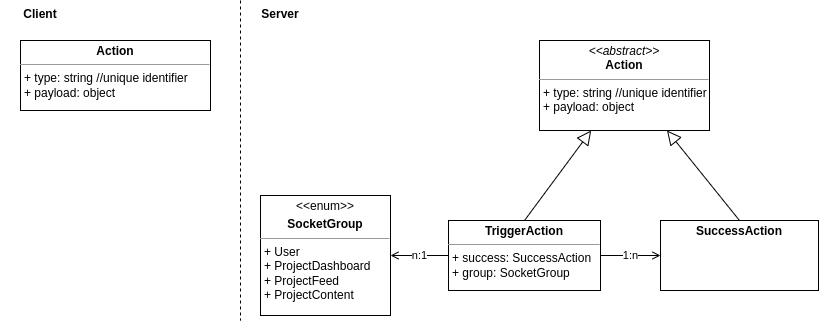 Client
Server
Action
+ type: string //unique identifier
+ payload: object
<<abstract>>
Action
+ type: string //unique identifier
+ payload: object
<<enum>>
SocketGroup
+ User
+ ProjectDashboard
+ ProjectFeed
+ ProjectContent
n:1
TriggerAction
+ success: SuccessAction
+ group: SocketGroup
1:n
SuccessAction